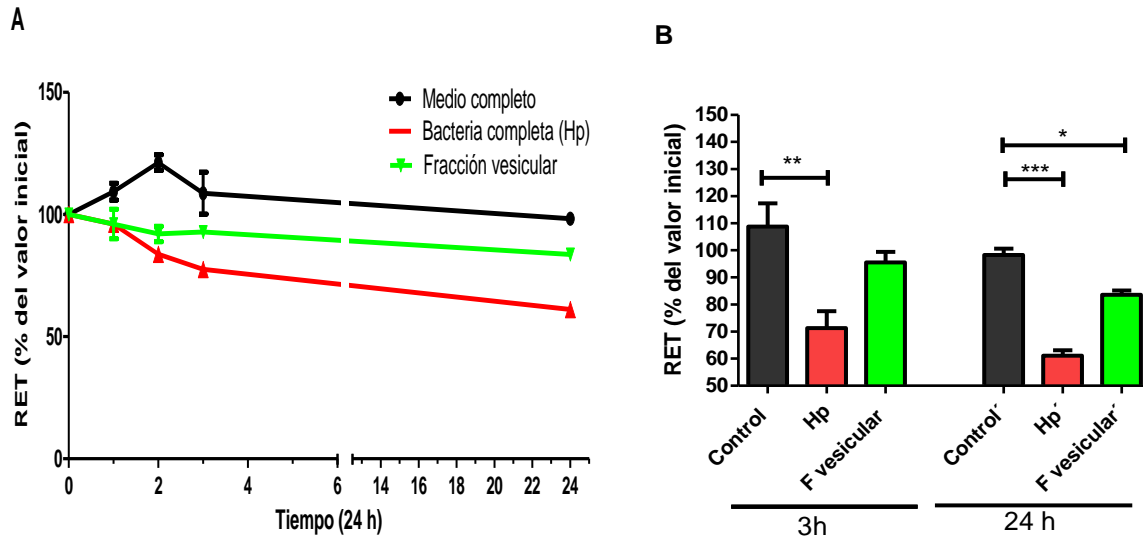 A
RET (% del valor inicial)
150
100
50
0
Medio completo
Bacteria completa (Hp)
Fracción vesicular
0 2 4 6 14 16 18 20 22 24
Tiempo (24 h)
B
RET (% del valor inicial)
150
140
130
120
110
100
90
80
70
60
50
**
*
***
Control
Hp
F vesicular
Control´
Hp´
F vesicular´
3h
24 h